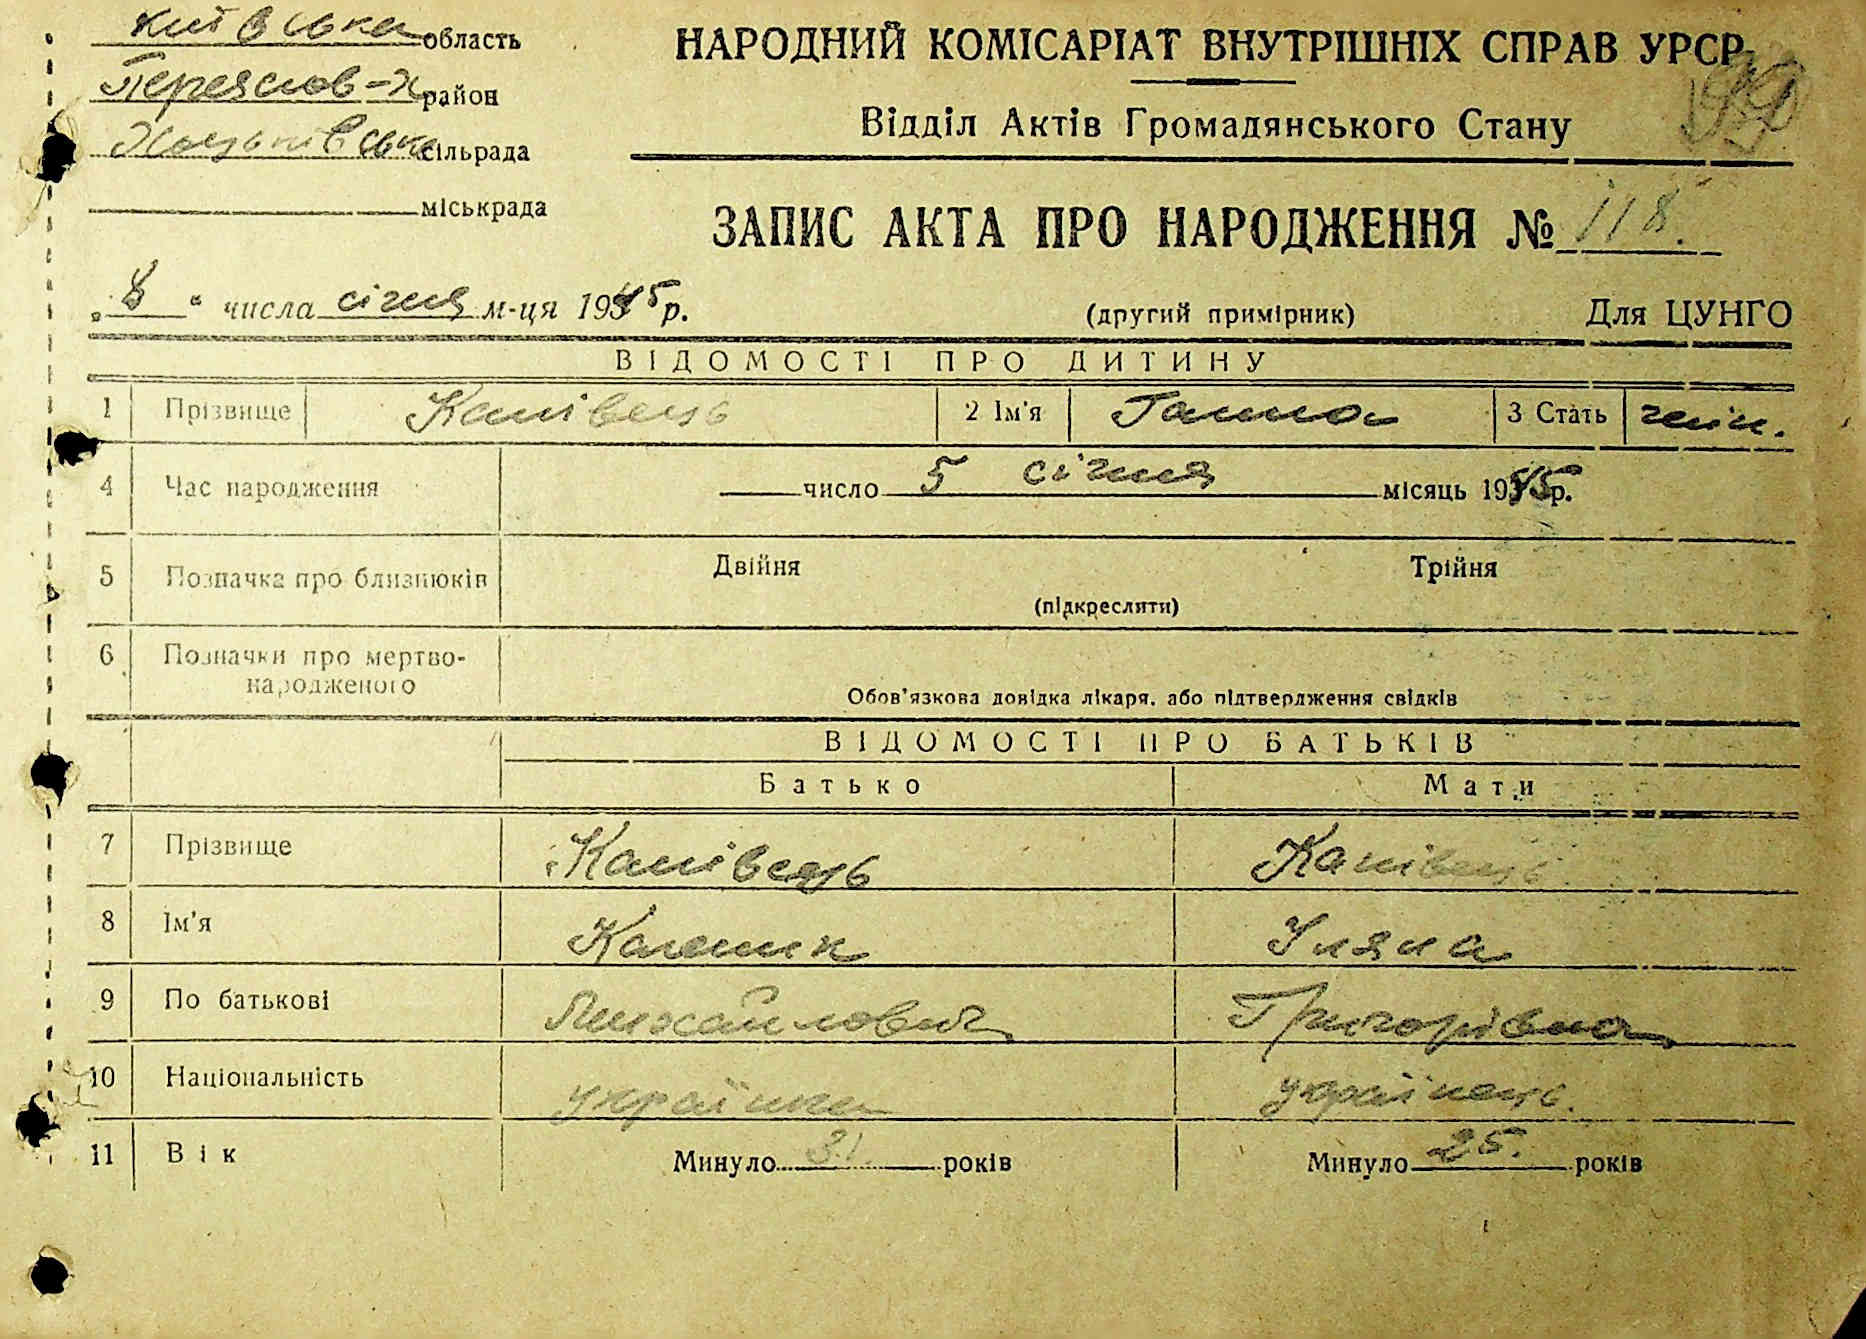 Київська область
Переяслов-Х. район
Хоцьківська сільрада
міськрада
НАРОДНИЙ КОМІСАРІАТ ВНУТРІШНІХ СПРАВ УРСР
Відділ Актів Громадянського Стану
ЗАПИС АКТА ПРО НАРОДЖЕННЯ № 118.
„8“ числа січня м-ця 1945 р.
(другий примірник)
Для ЦУНГО
ВІДОМОСТІ ПРО ДИТИНУ
1 Прізвище Канівець 2 Ім'я Ганна 3 Стать жін.
4 Час народження число 5 січня місяць 1945 р.
5 Позначка про близнюків Двійня Трійня
(підкреслити)
6 Позначки про мертво-
народженого
Обов'язкова довідка лікаря, або підтвердження свідків
ВІДОМОСТІ ПРО БАТЬКІВ
Батько Мати
7 Прізвище Канівець Канівець
8 Ім'я Каленик Уляна
9 По батькові Михайлович Григорівна
10 Національність українка українець.
11 Вік Минуло 31. років Минуло 25. років